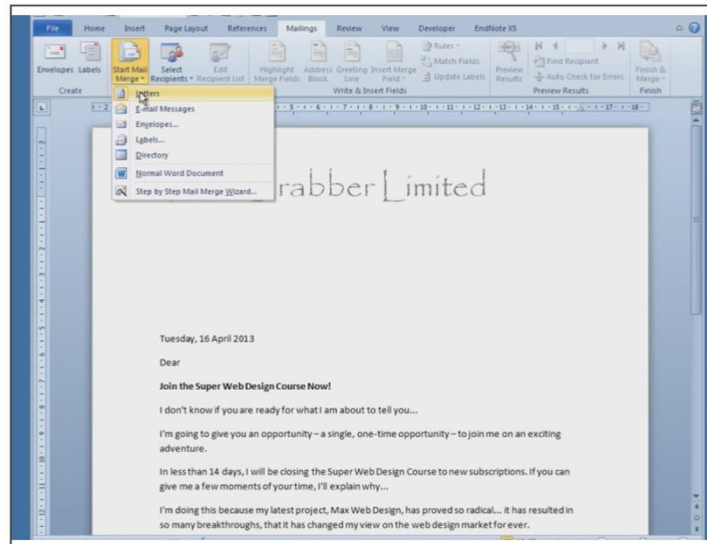 File Home Insert Page Layout References Mailings Review View Developer EndNote X5
Envelopes Labels Start Mail Merge Select Recipients Edit Recipient List Highlight Merge Fields Address Block Greeting Line Insert Merge Field Rules Match Fields Update Labels Preview Results Find Recipient Auto Check for Errors Finish & Merge
Create Write & Insert Fields Preview Results Finish
Letters
E-mail Messages
Envelopes...
Labels...
Directory
Normal Word Document
Step by Step Mail Merge Wizard...
rabber Limited
Tuesday, 16 April 2013
Dear
Join the Super Web Design Course Now!
I don't know if you are ready for what I am about to tell you...
I'm going to give you an opportunity – a single, one-time opportunity – to join me on an exciting
adventure.
In less than 14 days, I will be closing the Super Web Design Course to new subscriptions. If you can
give me a few moments of your time, I'll explain why...
I'm doing this because my latest project, Max Web Design, has proved so radical... it has resulted in
so many breakthroughs, that it has changed my view on the web design market for ever.